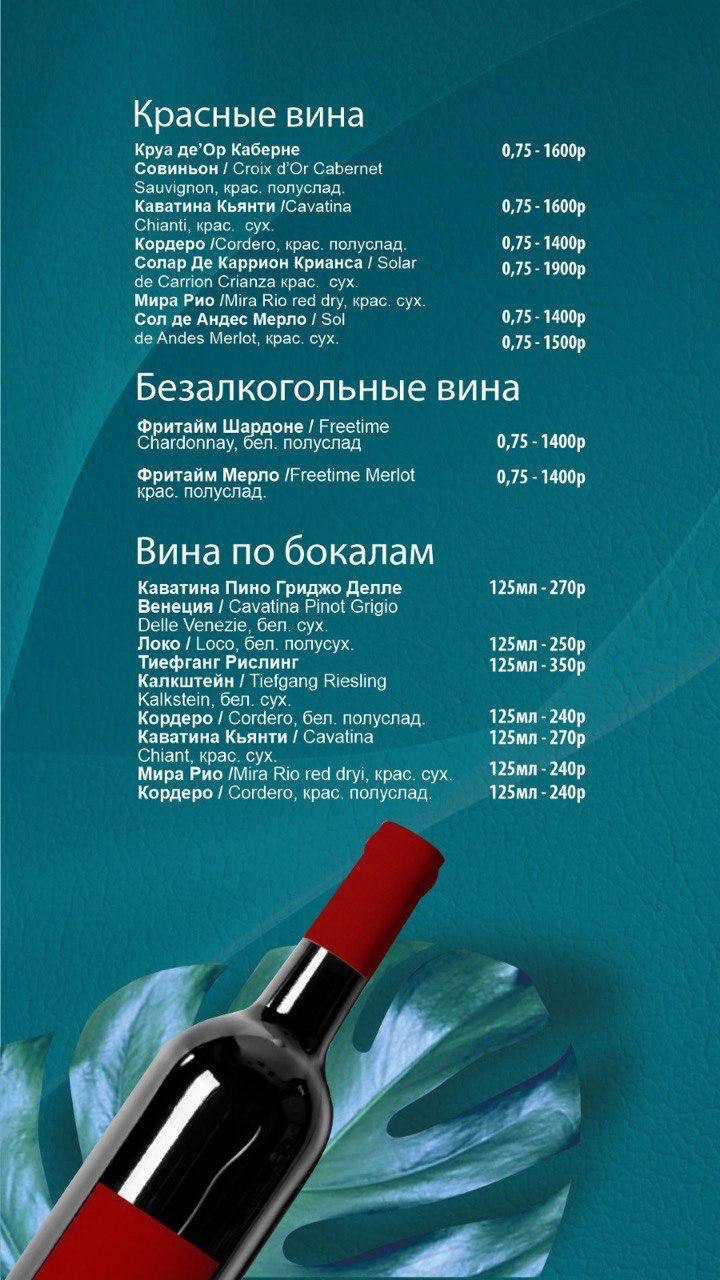 Красные вина
Круа де’Ор Каберне 0,75 - 1600р
Совиньон / Croix d’Or Cabernet
Sauvignon, крас. полуслад.
Каватина Кьянти /Cavatina 0,75 - 1600р
Chianti, крас. сух.
Кордеро /Cordero, крас. полуслад. 0,75 - 1400р
Солар Де Каррион Крианса / Solar 0,75 - 1900р
de Carrion Crianza крас. сух.
Мира Рио /Mira Rio red dry, крас. сух.
Сол де Андес Мерло / Sol 0,75 - 1400р
de Andes Merlot, крас. сух. 0,75 - 1500р
Безалкогольные вина
Фритайм Шардоне / Freetime
Chardonnay, бел. полуслад 0,75 - 1400р
Фритайм Мерло /Freetime Merlot 0,75 - 1400р
крас. полуслад.
Вина по бокалам
Каватина Пино Гриджо Делле 125мл - 270р
Венеция / Cavatina Pinot Grigio
Delle Venezie, бел. сух.
Локо / Loco, бел. полусух. 125мл - 250р
Тиефганг Рислинг 125мл - 350р
Калкштейн / Tiefgang Riesling
Kalkstein, бел. сух.
Кордеро / Cordero, бел. полуслад. 125мл - 240р
Каватина Кьянти / Cavatina 125мл - 270р
Chiant, крас. сух.
Мира Рио /Mira Rio red dryi, крас. сух. 125мл - 240р
Кордеро / Cordero, крас. полуслад. 125мл - 240р